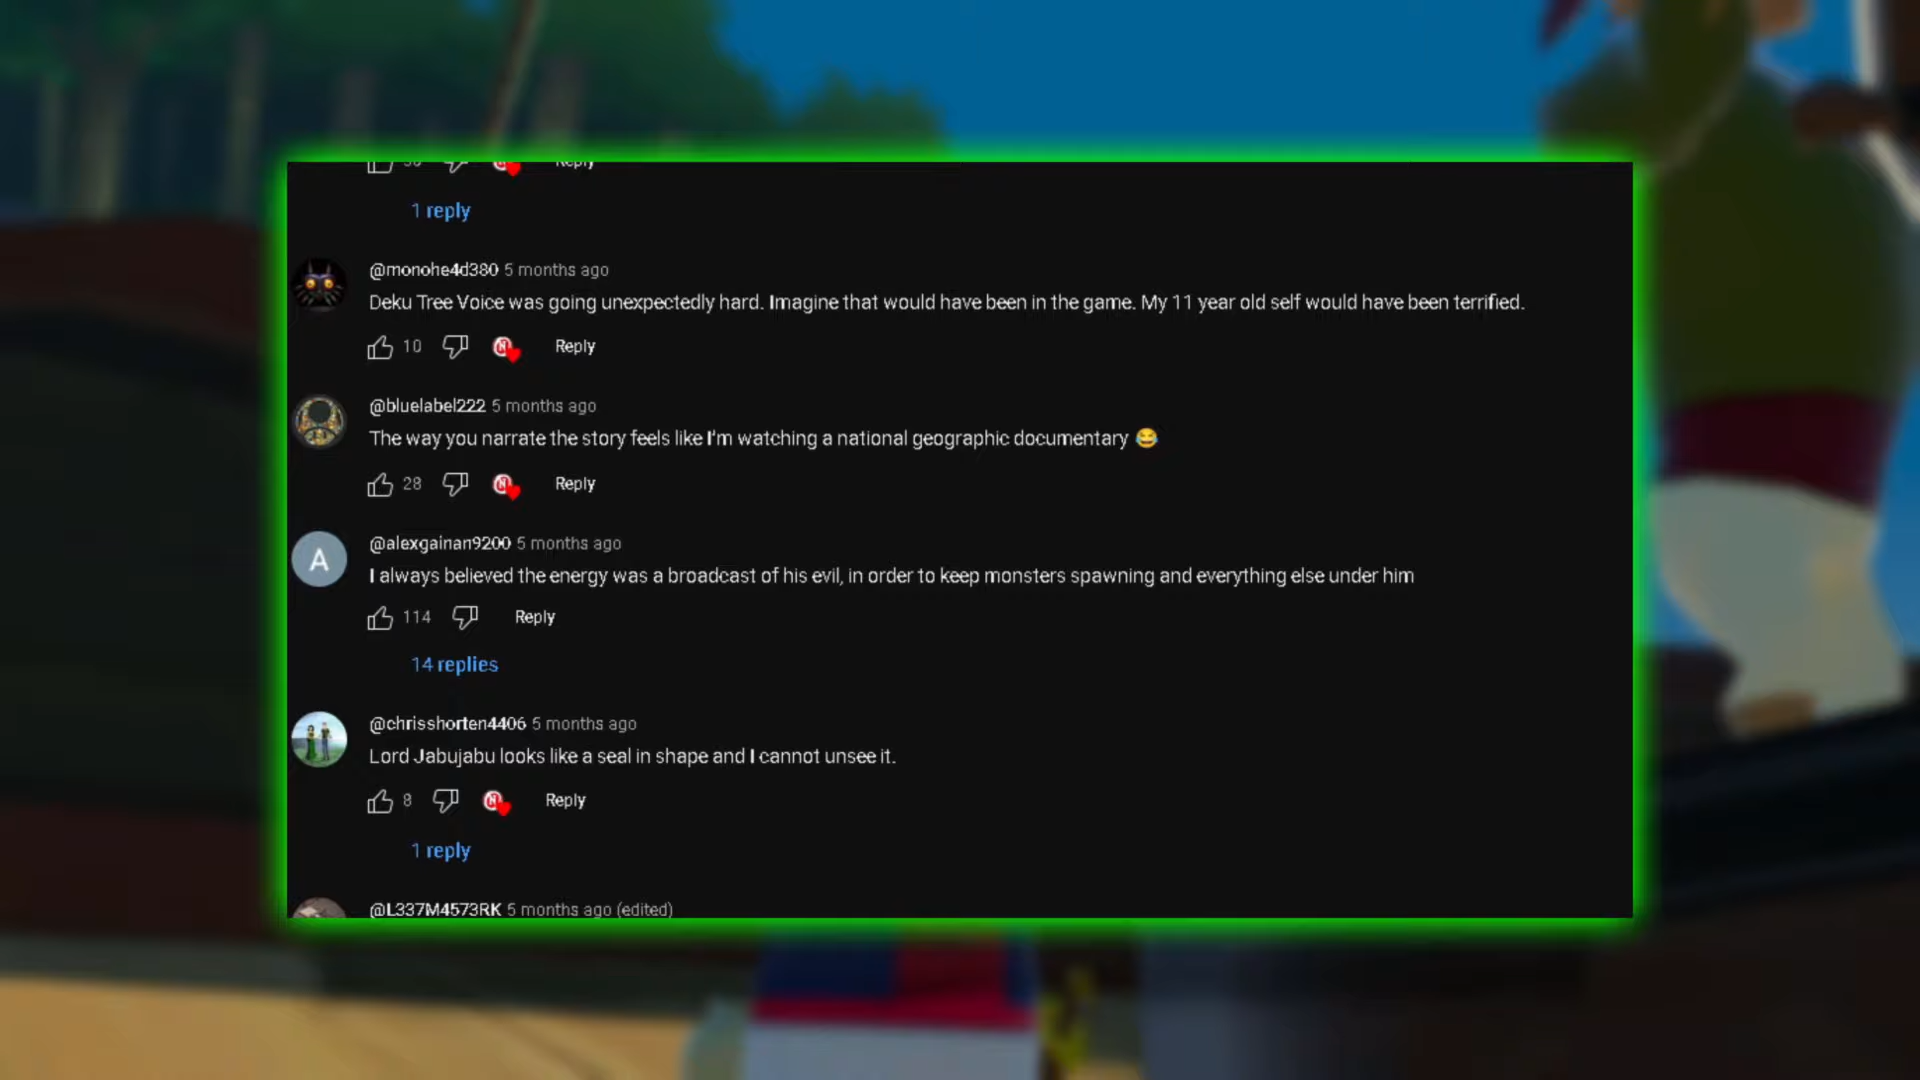 Reply
1 reply
@monohe4d380 5 months ago
Deku Tree Voice was going unexpectedly hard. Imagine that would have been in the game. My 11 year old self would have been terrified.
10 Reply
@bluelabel222 5 months ago
The way you narrate the story feels like I'm watching a national geographic documentary 😂
28 Reply
A
@alexgainan9200 5 months ago
I always believed the energy was a broadcast of his evil, in order to keep monsters spawning and everything else under him
114 Reply
14 replies
@chrisshorten4406 5 months ago
Lord Jabujabu looks like a seal in shape and I cannot unsee it.
8 Reply
1 reply
@L337M4573RK 5 months ago (edited)